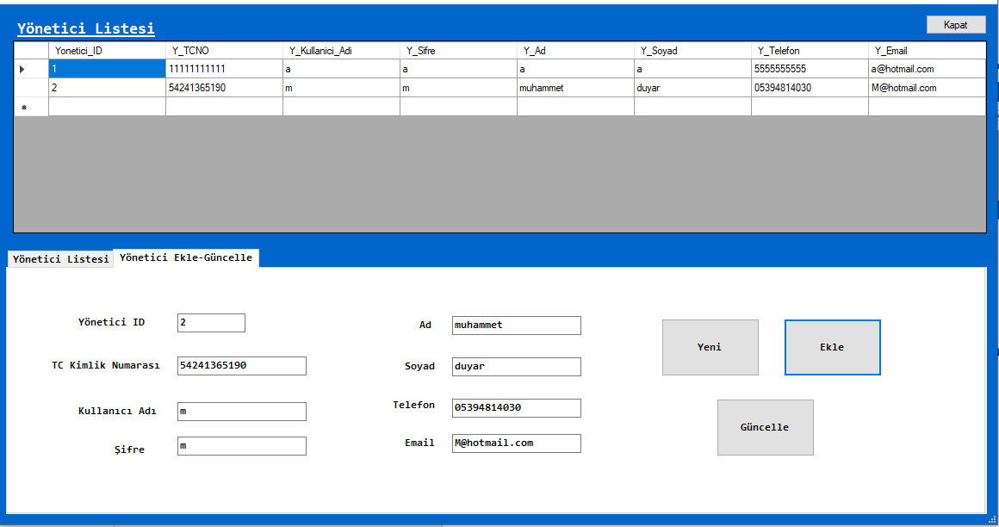 Yönetici Listesi
Kapat
Yonetici_ID Y_TCNO Y_Kullanici_Adi Y_Sifre Y_Ad Y_Soyad Y_Telefon Y_Email
1 11111111111 a a a a 5555555555 a@hotmail.com
2 54241365190 m m muhammet duyar 05394814030 M@hotmail.com
Yönetici Listesi Yönetici Ekle-Güncelle
Yönetici ID 2
TC Kimlik Numarası 54241365190
Kullanıcı Adı m
Şifre m
Ad muhammet
Soyad duyar
Telefon 05394814030
Email M@hotmail.com
Yeni
Ekle
Güncelle